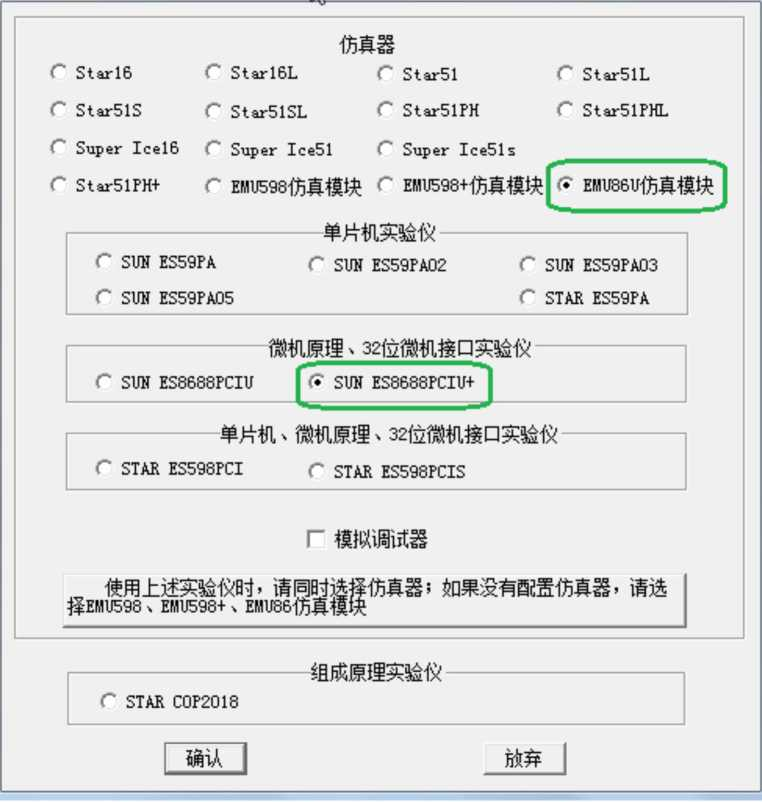 仿真器
Star16 Star16L Star51 Star51L
Star51S Star51SL Star51PH Star51PHL
Super Ice16 Super Ice51 Super Ice51s
Star51PH+ EMU598仿真模块 EMU598+仿真模块 EMU86U仿真模块
单片机实验仪
SUN ES59PA SUN ES59PA02 SUN ES59PA03
SUN ES59PA05 STAR ES59PA
微机原理、32位微机接口实验仪
SUN ES8688PCIU SUN ES8688PCIU+
单片机、微机原理、32位微机接口实验仪
STAR ES598PCI STAR ES598PCIS
模拟调试器
使用上述实验仪时，请同时选择仿真器；如果没有配置仿真器，请选
择EMU598、EMU598+、EMU86仿真模块
组成原理实验仪
STAR COP2018
确认 放弃